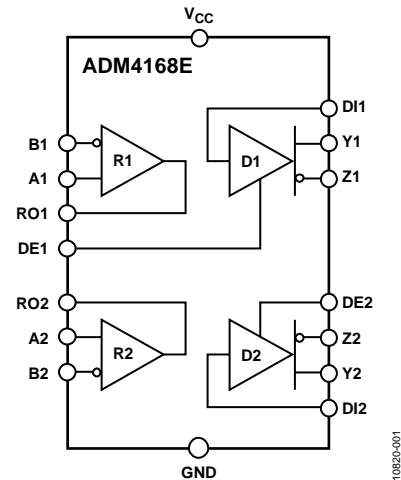 VCC
ADM4168E
DI1
B1
R1
D1
Y1
A1
Z1
RO1
DE1
RO2
DE2
A2
R2
D2
Z2
B2
Y2
DI2
GND
10820-001